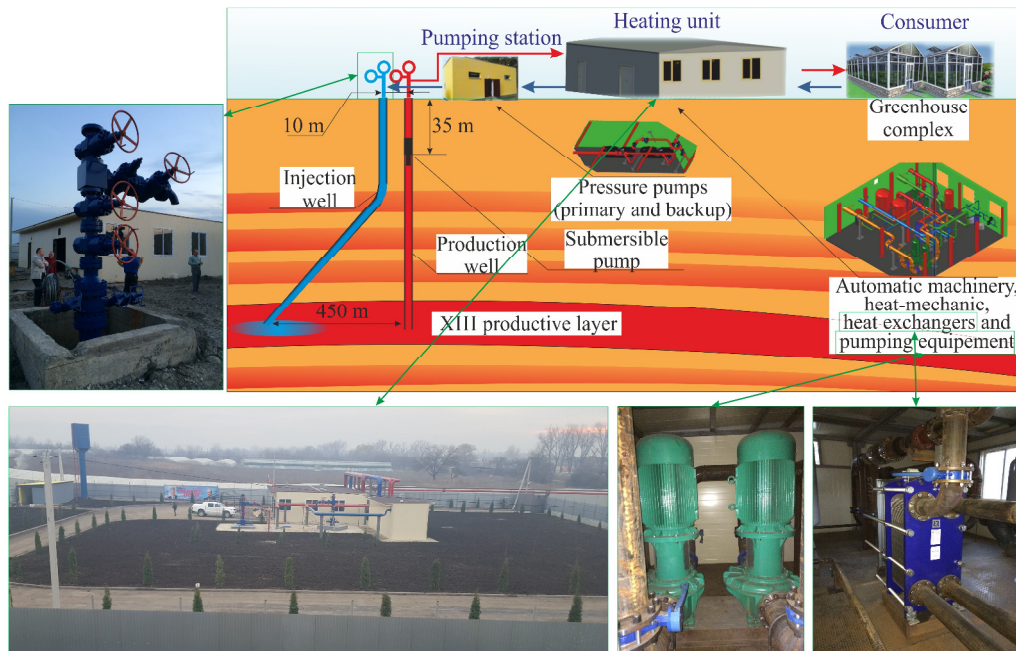 Pumping station
Heating unit
Consumer
Greenhouse
complex
10 m
35 m
Injection
well
Pressure pumps
(primary and backup)
Production
well
Submersible
pump
450 m
XIII productive layer
Automatic machinery,
heat-mechanic,
heat exchangers and
pumping equipement